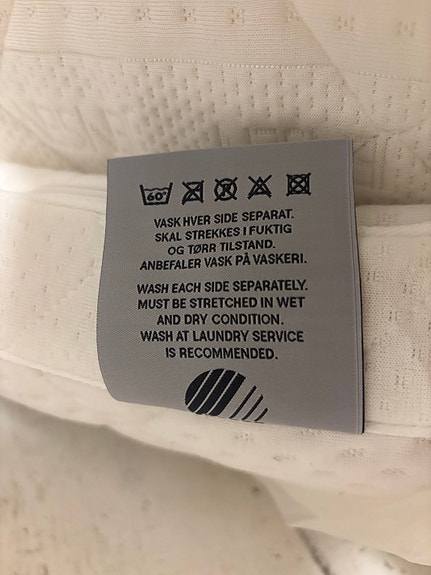 60°
VASK HVER SIDE SEPARAT.
SKAL STREKKES I FUKTIG
OG TØRR TILSTAND.
ANBEFALER VASK PÅ VASKERI.
WASH EACH SIDE SEPARATELY.
MUST BE STRETCHED IN WET
AND DRY CONDITION.
WASH AT LAUNDRY SERVICE
IS RECOMMENDED.